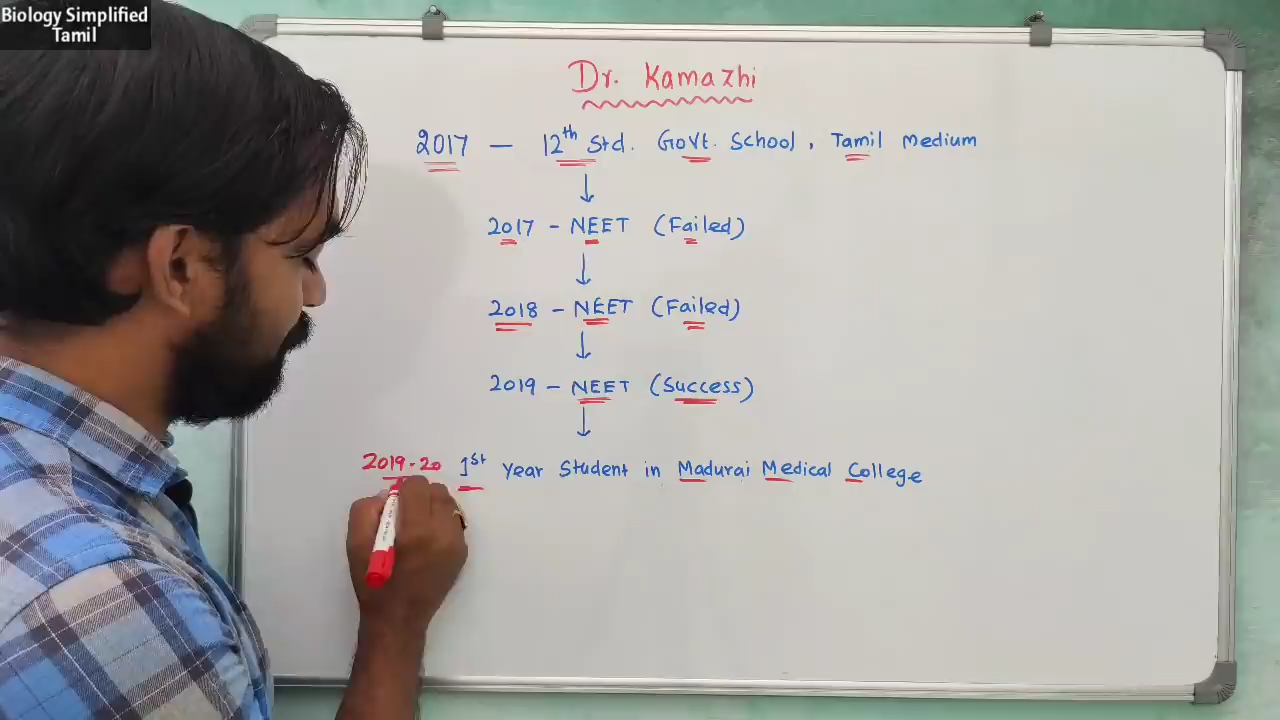 Biology Simplified
Tamil
Dr. Kamazhi
2017 — 12th Std. Govt. School, Tamil Medium
↓
2017 - NEET (Failed)
↓
2018 - NEET (Failed)
↓
2019 - NEET (Success)
↓
2019-20 1st Year Student in Madurai Medical College